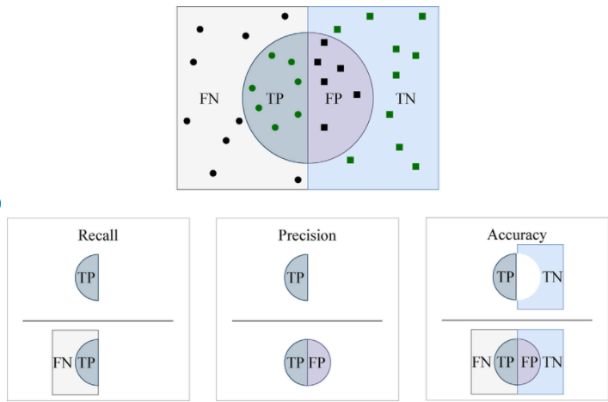 FN TP FP TN
Recall Precision Accuracy
TP TP TP TN
FN TP TP FP FN TP FP TN